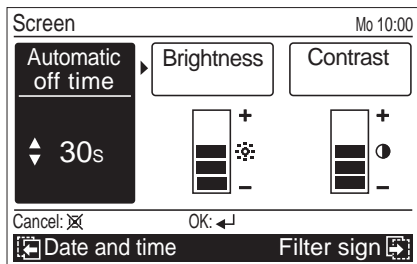 Screen Mo 10:00
Automatic off time Brightness Contrast
30s
+ +
– –
Cancel: OK:
Date and time Filter sign